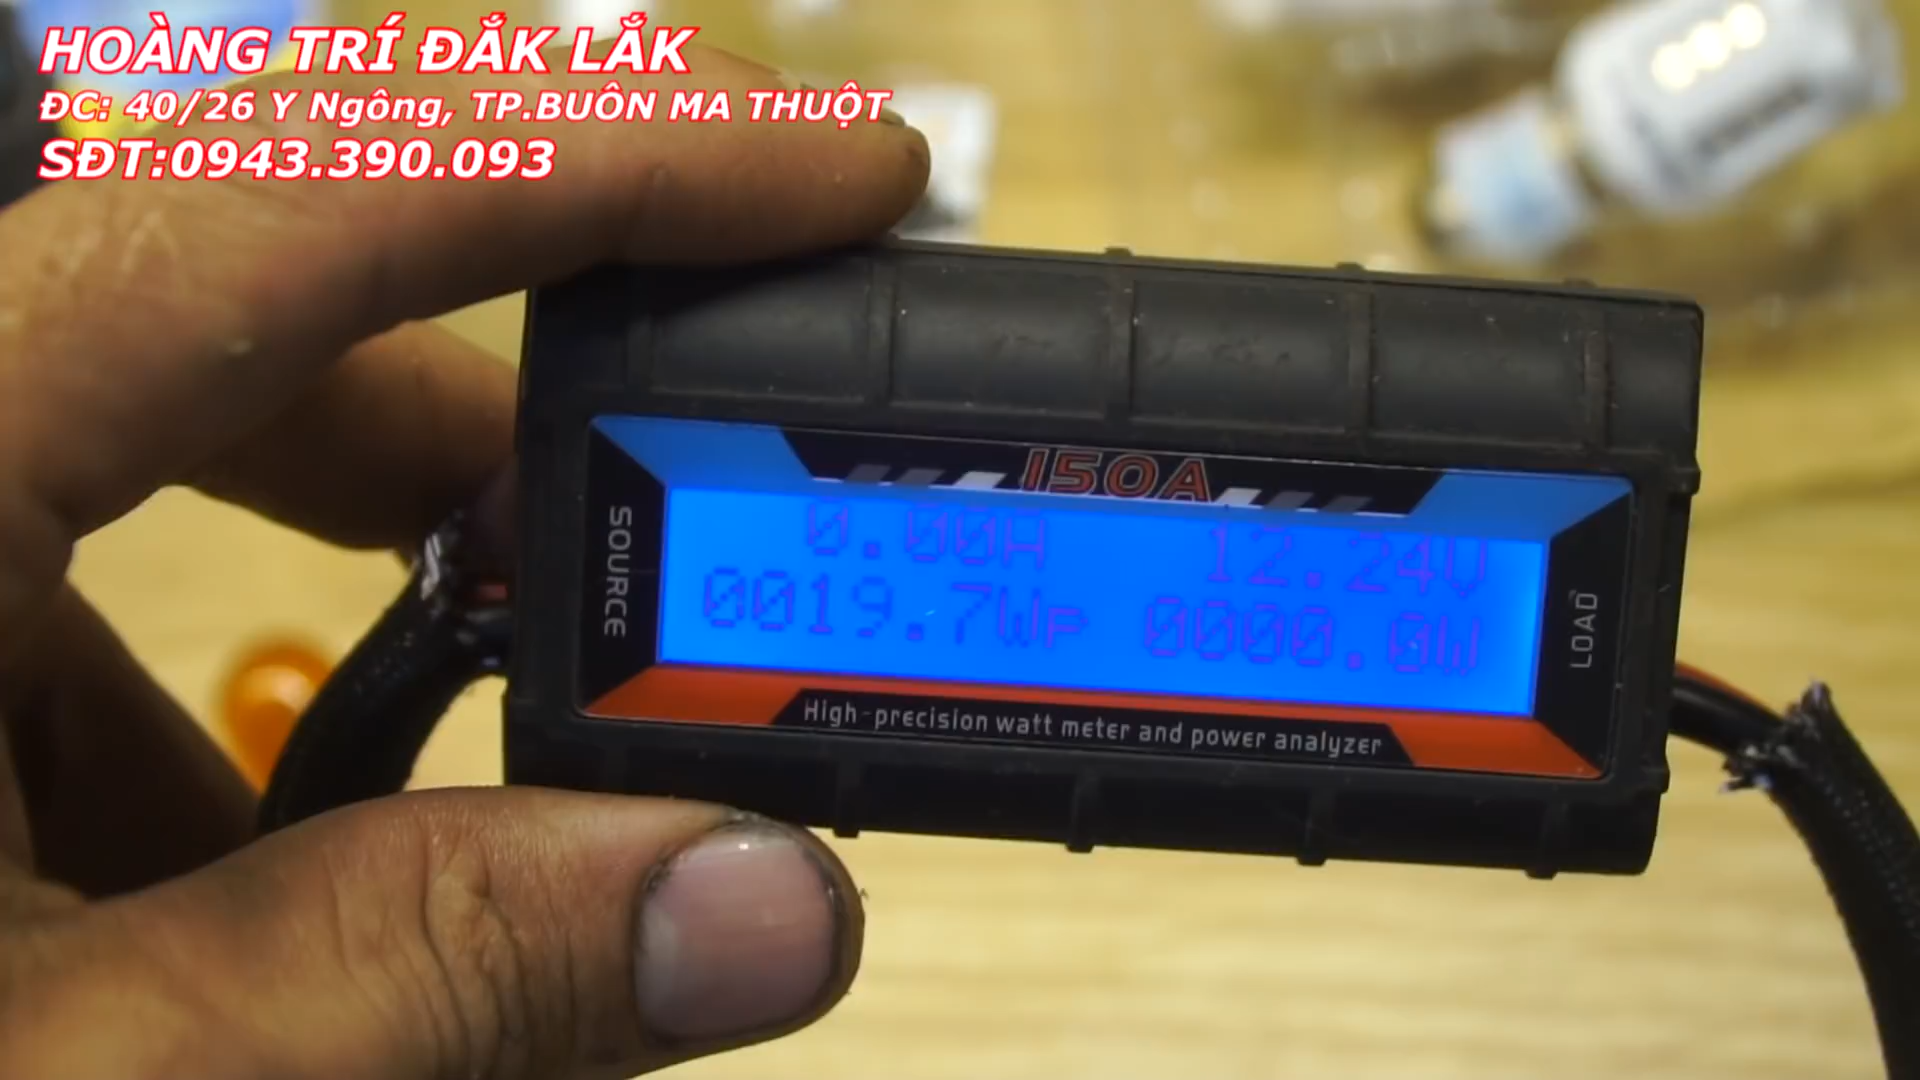 HOÀNG TRÍ ĐẮK LẮK
ĐC: 40/26 Y Ngông, TP.BUÔN MA THUỘT
SĐT:0943.390.093
150A
SOURCE
0.00A 12.24V
0019.7Wp 0000.0W
LOAD
High-precision watt meter and power analyzer